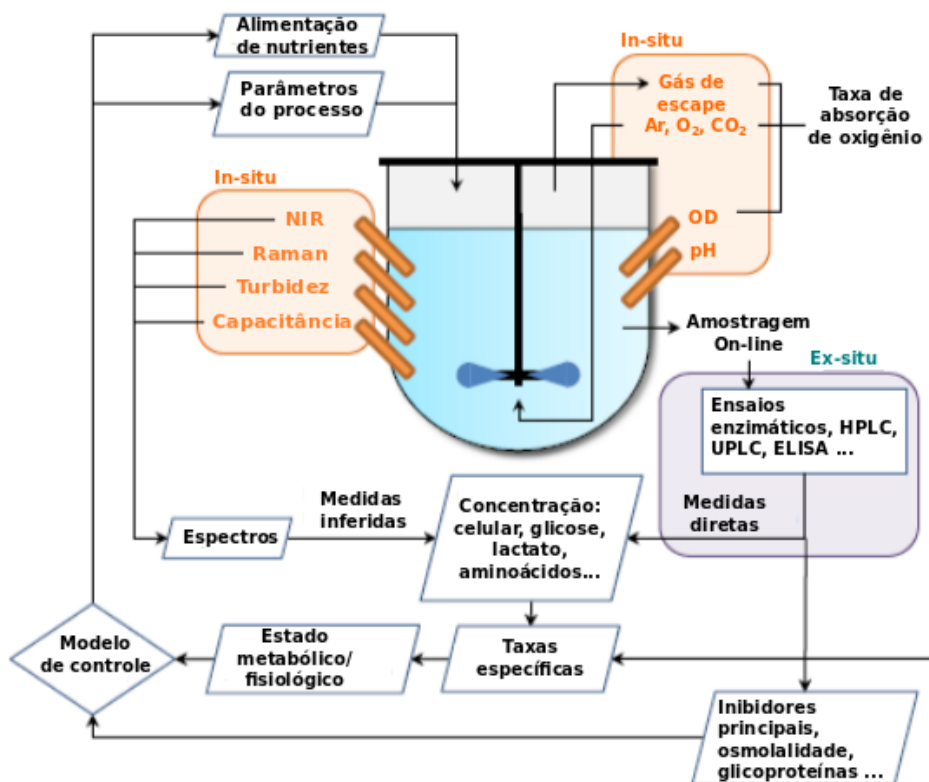 Alimentação
de nutrientes
Parâmetros
do processo
In-situ
Gás de
escape
Ar, O₂, CO₂
OD
pH
Taxa de
absorção
de oxigênio
In-situ
NIR
Raman
Turbidez
Capacitância
Amostragem
On-line
Ex-situ
Ensaios
enzimáticos, HPLC,
UPLC, ELISA ...
Medidas
diretas
Medidas
inferidas
Espectros
Concentração:
celular, glicose,
lactato,
aminoácidos...
Modelo
de controle
Estado
metabólico/
fisiológico
Taxas
específicas
Inibidores
principais,
osmolalidade,
glicoproteínas ...